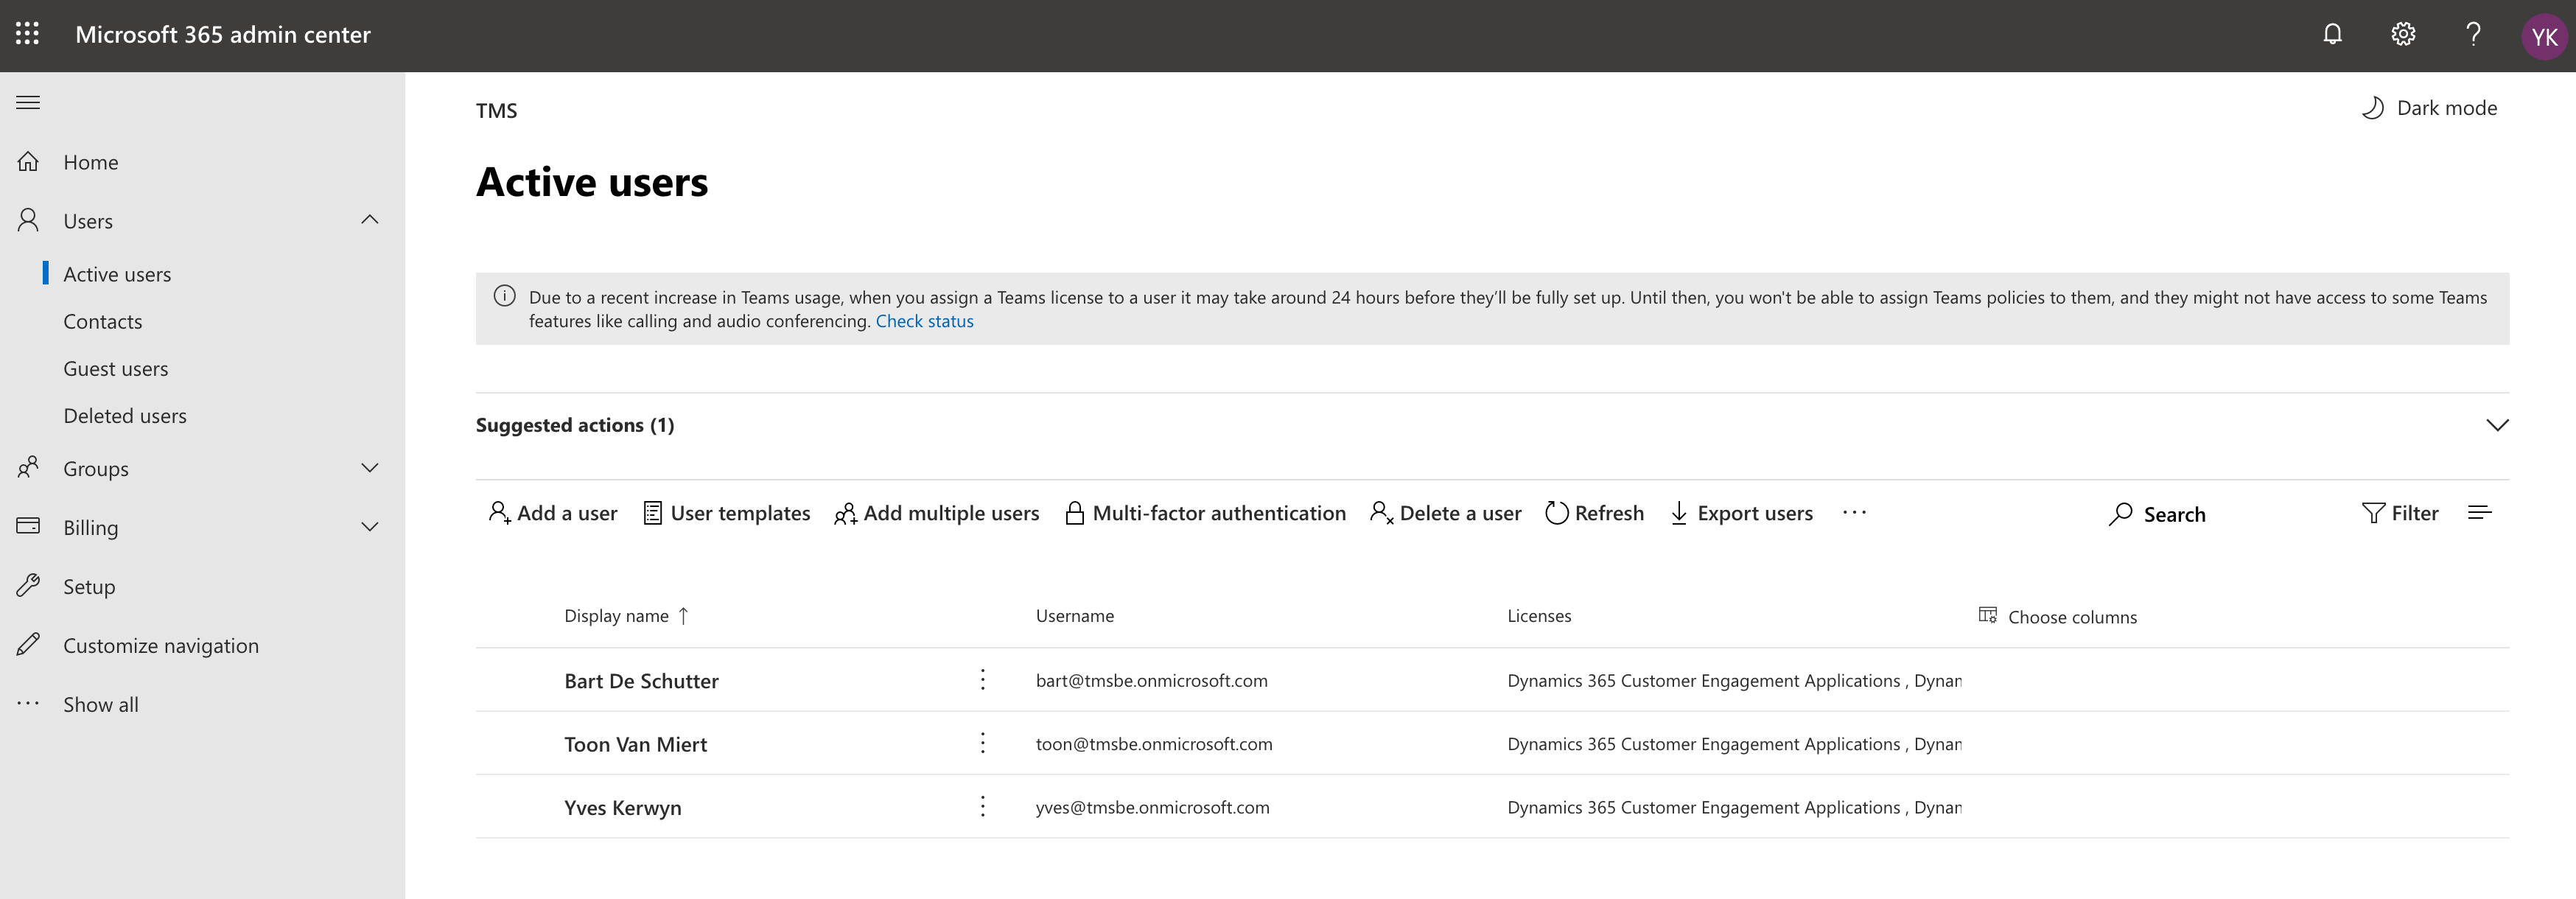 Microsoft 365 admin center
YK
Home
Users
Active users
Contacts
Guest users
Deleted users
Groups
Billing
Setup
Customize navigation
Show all
TMS
Dark mode
Active users
Due to a recent increase in Teams usage, when you assign a Teams license to a user it may take around 24 hours before they’ll be fully set up. Until then, you won't be able to assign Teams policies to them, and they might not have access to some Teams
features like calling and audio conferencing. Check status
Suggested actions (1)
Add a user User templates Add multiple users Multi-factor authentication Delete a user Refresh Export users Search Filter
Display name ↑ Username Licenses Choose columns
Bart De Schutter bart@tmsbe.onmicrosoft.com Dynamics 365 Customer Engagement Applications , Dynan
Toon Van Miert toon@tmsbe.onmicrosoft.com Dynamics 365 Customer Engagement Applications , Dynan
Yves Kerwyn yves@tmsbe.onmicrosoft.com Dynamics 365 Customer Engagement Applications , Dynan